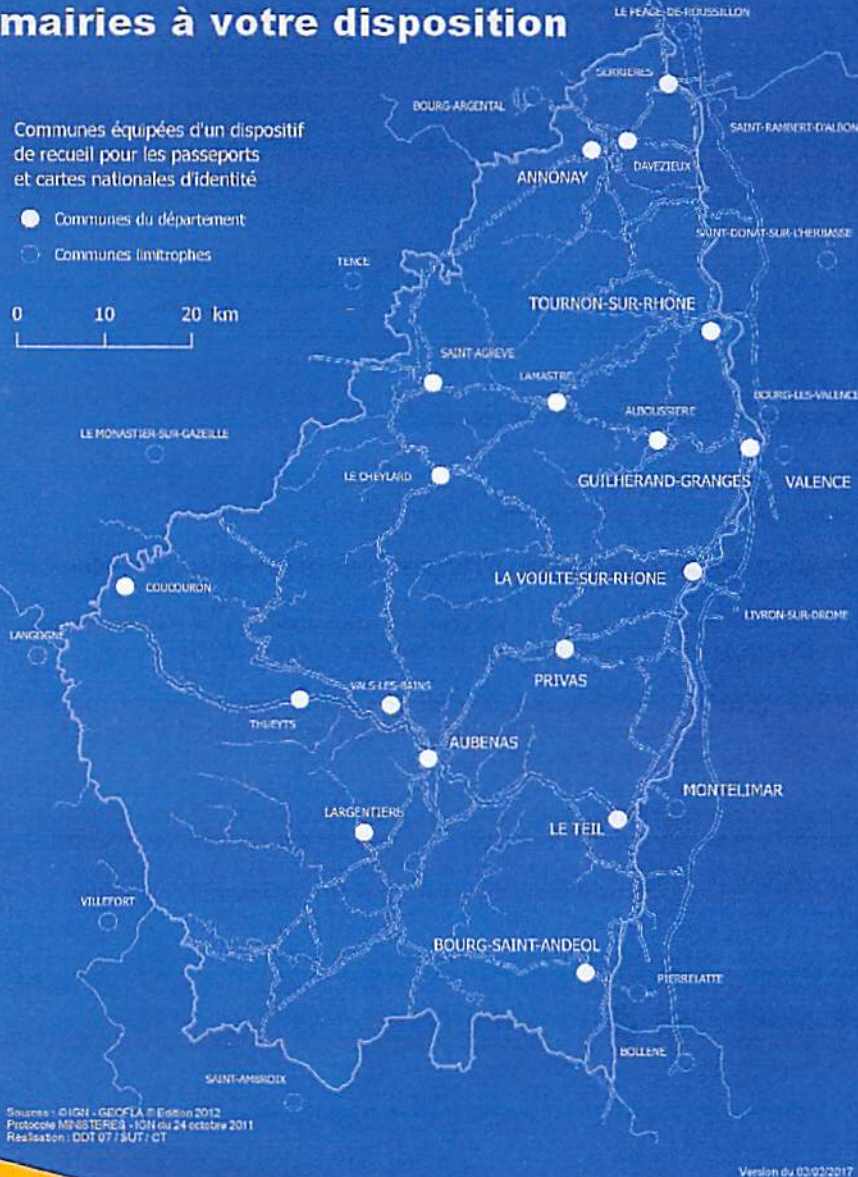 mairies à votre disposition
LE PEAGE-DE-ROUSSILLON
SERRIERES
BOURG-ARGENTAL
SAINT-RAMBERT-D'ALBON
Communes équipées d'un dispositif
de recueil pour les passeports
et cartes nationales d'identité
DAVEZIEUX
ANNONAY
Communes du département
SAINT-DONAT-SUR-L'HERBASSE
Communes limitrophes
TENCE
TOURNON-SUR-RHONE
0 10 20 km
SAINT-AGREVE
LAMASTRE
BOURG-LES-VALENCE
ALBOUSSIERE
LE MONASTIER-SUR-GAZEILLE
LE CHEYLARD
GUILHERAND-GRANGES
VALENCE
LA VOULTE-SUR-RHONE
COUCOURON
LIVRON-SUR-DROME
LANGOGNE
PRIVAS
VALS-LES-BAINS
THUEYTS
AUBENAS
MONTELIMAR
LARGENTIERE
LE TEIL
VILLEFORT
BOURG-SAINT-ANDEOL
PIERRELATTE
BOLLENE
SAINT-AMBROIX
Sources : © IGN - GEOFLA ® Edition 2012
Protocole MINISTERES - IGN du 24 octobre 2011
Réalisation : DDT 07 / SUT / CT
Version du 02/02/2017